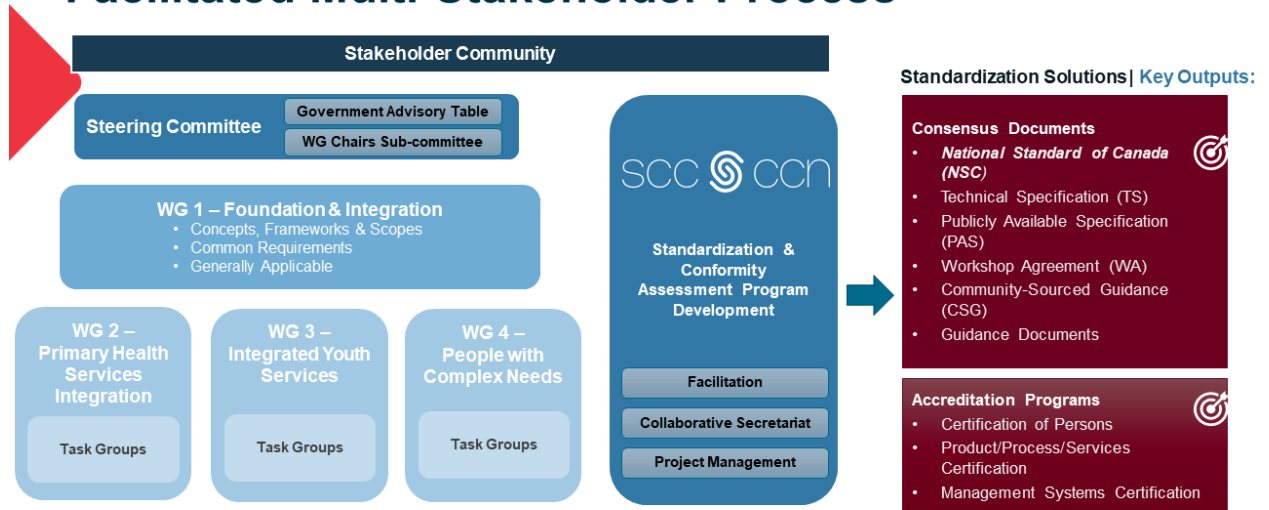 Facilitated Multi-Stakeholder Process
Stakeholder Community
Steering Committee
Government Advisory Table
WG Chairs Sub-committee
WG 1 – Foundation & Integration
• Concepts, Frameworks & Scopes
• Common Requirements
• Generally Applicable
WG 2 –
Primary Health
Services
Integration
Task Groups
WG 3 –
Integrated Youth
Services
Task Groups
WG 4 –
People with
Complex Needs
Task Groups
scc ccn
Standardization &
Conformity
Assessment Program
Development
Facilitation
Collaborative Secretariat
Project Management
Standardization Solutions| Key Outputs:
Consensus Documents
• National Standard of Canada
(NSC)
• Technical Specification (TS)
• Publicly Available Specification
(PAS)
• Workshop Agreement (WA)
• Community-Sourced Guidance
(CSG)
• Guidance Documents
Accreditation Programs
• Certification of Persons
• Product/Process/Services
Certification
• Management Systems Certification